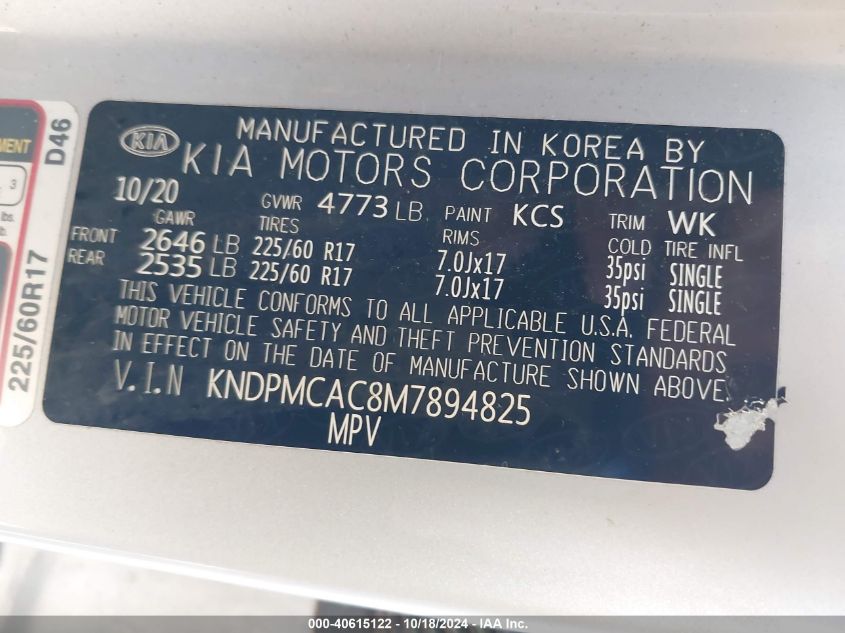 MENT
3
lbs.
b.
D46
225/60R17
KIA
MANUFACTURED IN KOREA BY
KIA MOTORS CORPORATION
10/20 GVWR 4773 LB PAINT KCS TRIM WK
GAWR TIRES RIMS COLD TIRE INFL
FRONT 2646 LB 225/60 R17 7.0Jx17 35psi SINGLE
REAR 2535 LB 225/60 R17 7.0Jx17 35psi SINGLE
THIS VEHICLE CONFORMS TO ALL APPLICABLE U.S.A. FEDERAL
MOTOR VEHICLE SAFETY AND THEFT PREVENTION STANDARDS
IN EFFECT ON THE DATE OF MANUFACTURE SHOWN ABOVE.
V.I.N KNDPMCAC8M7894825
MPV
000-40615122 - 10/18/2024 - IAA Inc.